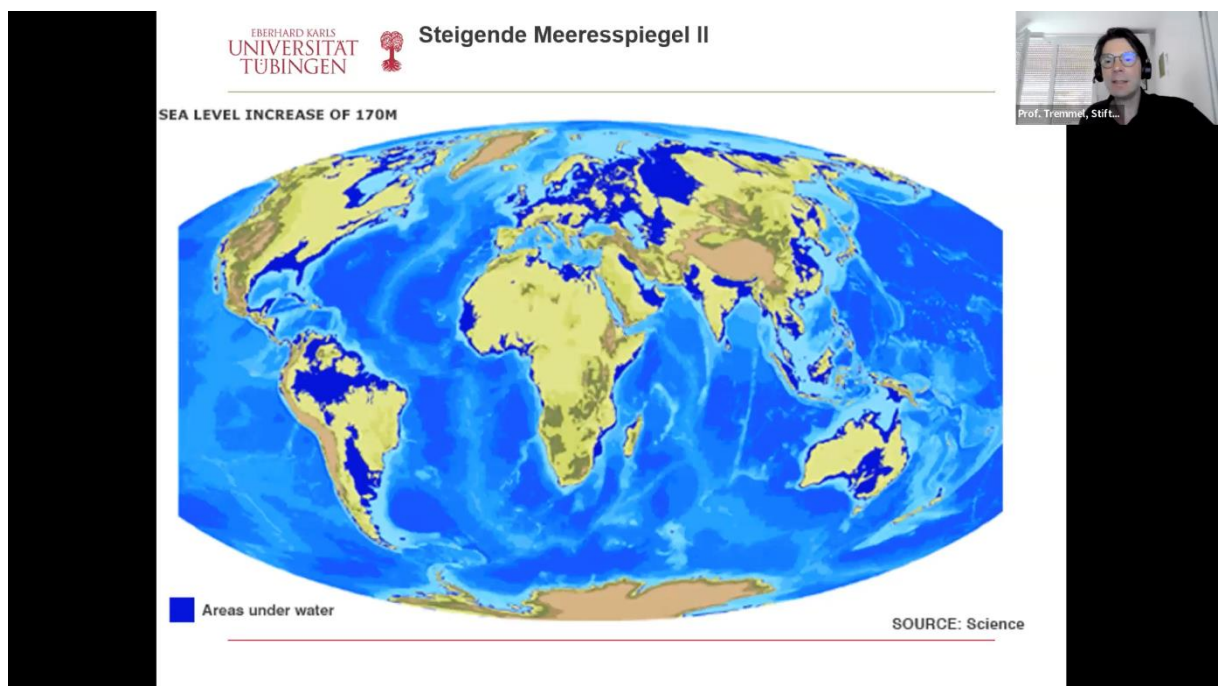 EBERHARD KARLS
UNIVERSITÄT
TÜBINGEN
Steigende Meeresspiegel II
Prof. Tremmel, Stift...
SEA LEVEL INCREASE OF 170M
Areas under water
SOURCE: Science